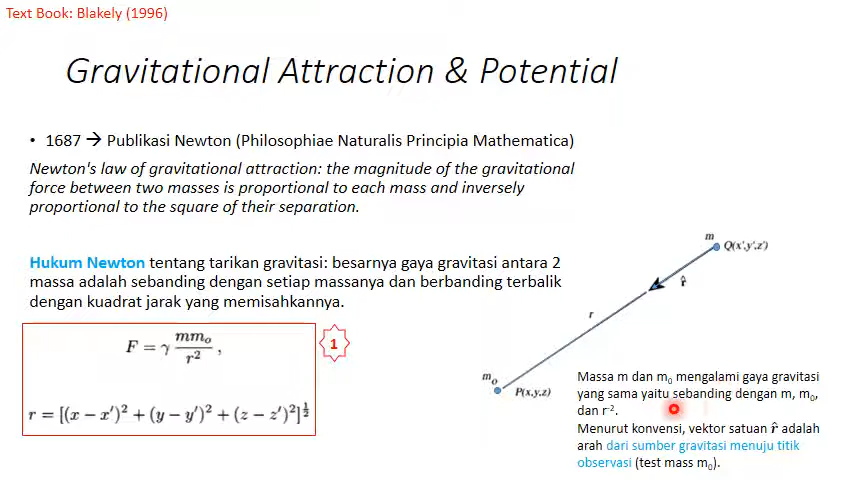 Text Book: Blakely (1996)
Gravitational Attraction & Potential
• 1687 → Publikasi Newton (Philosophiae Naturalis Principia Mathematica)
Newton's law of gravitational attraction: the magnitude of the gravitational
force between two masses is proportional to each mass and inversely
proportional to the square of their separation.
Hukum Newton tentang tarikan gravitasi: besarnya gaya gravitasi antara 2
massa adalah sebanding dengan setiap massanya dan berbanding terbalik
dengan kuadrat jarak yang memisahkannya.
F = γ mm₀/r²,
1
r = [(x − x′)² + (y − y′)² + (z − z′)²]^½
m
Q(x',y',z')
r̂
r
m₀
P(x,y,z)
Massa m dan m₀ mengalami gaya gravitasi
yang sama yaitu sebanding dengan m, m₀,
dan r⁻².
Menurut konvensi, vektor satuan r̂ adalah
arah dari sumber gravitasi menuju titik
observasi (test mass m₀).